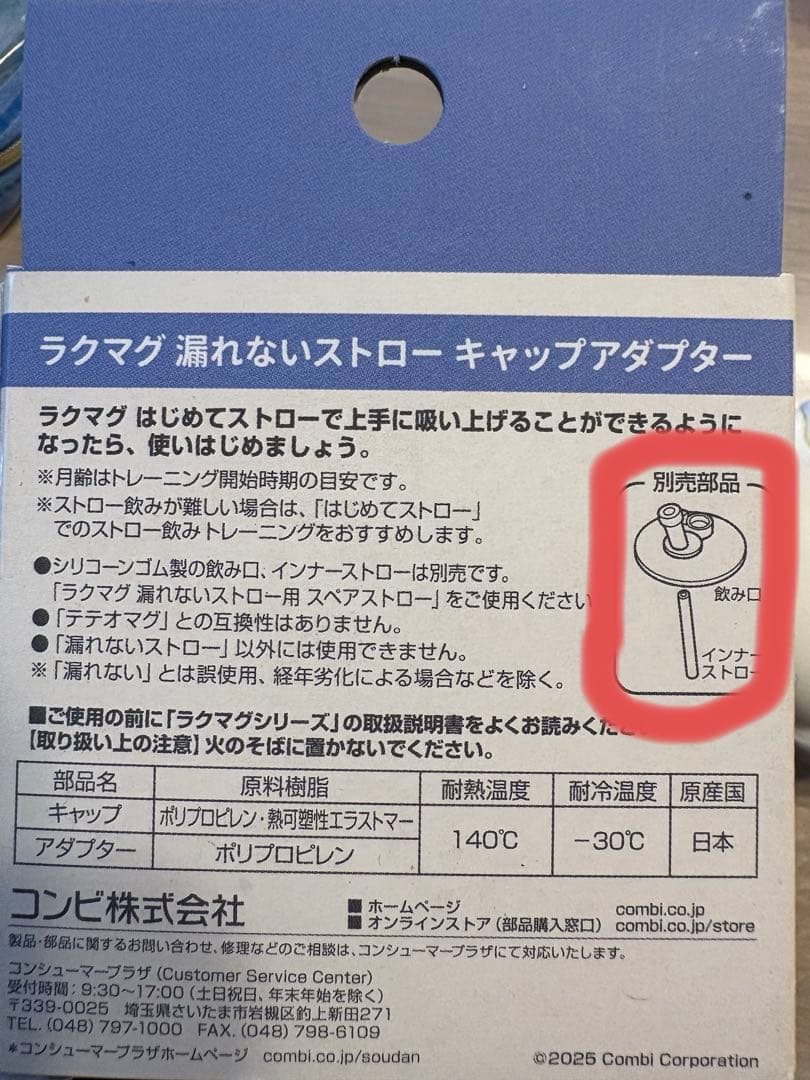 ラクマグ 漏れないストロー キャップアダプター
ラクマグ はじめてストローで上手に吸い上げることができるように
なったら、使いはじめましょう。
※月齢はトレーニング開始時期の目安です。
※ストロー飲みが難しい場合は、「はじめてストロー」
でのストロー飲みトレーニングをおすすめします。
●シリコーンゴム製の飲み口、インナーストローは別売です。
「ラクマグ 漏れないストロー用 スペアストロー」をご使用ください
●「テテオマグ」との互換性はありません。
●「漏れないストロー」以外には使用できません。
※「漏れない」とは誤使用、経年劣化による場合などを除く。
別売部品
飲み口
インナー
ストロー
■ご使用の前に「ラクマグシリーズ」の取扱説明書をよくお読みくだ
【取り扱い上の注意】火のそばに置かないでください。
部品名 原料樹脂 耐熱温度 耐冷温度 原産国
キャップ ポリプロピレン・熱可塑性エラストマー 140℃ −30℃ 日本
アダプター ポリプロピレン
コンビ株式会社
■ ホームページ combi.co.jp
■ オンラインストア(部品購入窓口) combi.co.jp/store
製品・部品に関するお問い合わせ、修理などのご相談は、コンシューマープラザにて対応いたします。
コンシューマープラザ (Customer Service Center)
受付時間：9:30～17:00(土日祝日、年末年始を除く)
〒339-0025 埼玉県さいたま市岩槻区釣上新田271
TEL. (048) 797-1000 FAX. (048) 798-6109
*コンシューマープラザホームページ combi.co.jp/soudan
©2025 Combi Corporation